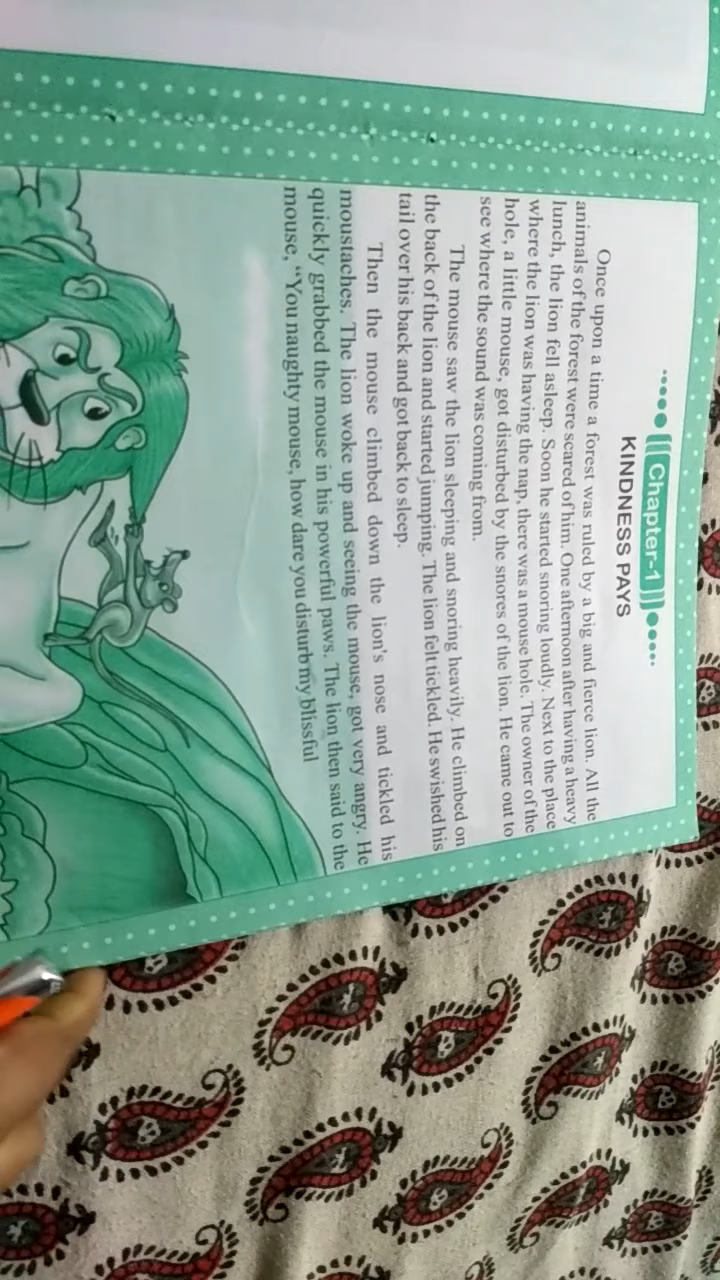 Chapter-1
KINDNESS PAYS
Once upon a time a forest was ruled by a big and fierce lion. All the
animals of the forest were scared of him. One afternoon after having a heavy
lunch, the lion fell asleep. Soon he started snoring loudly. Next to the place
where the lion was having the nap, there was a mouse hole. The owner of the
hole, a little mouse, got disturbed by the snores of the lion. He came out to
see where the sound was coming from.
The mouse saw the lion sleeping and snoring heavily. He climbed on
the back of the lion and started jumping. The lion felt tickled. He swished his
tail over his back and got back to sleep.
Then the mouse climbed down the lion's nose and tickled his
moustaches. The lion woke up and seeing the mouse, got very angry. He
quickly grabbed the mouse in his powerful paws. The lion then said to the
mouse, "You naughty mouse, how dare you disturb my blissful